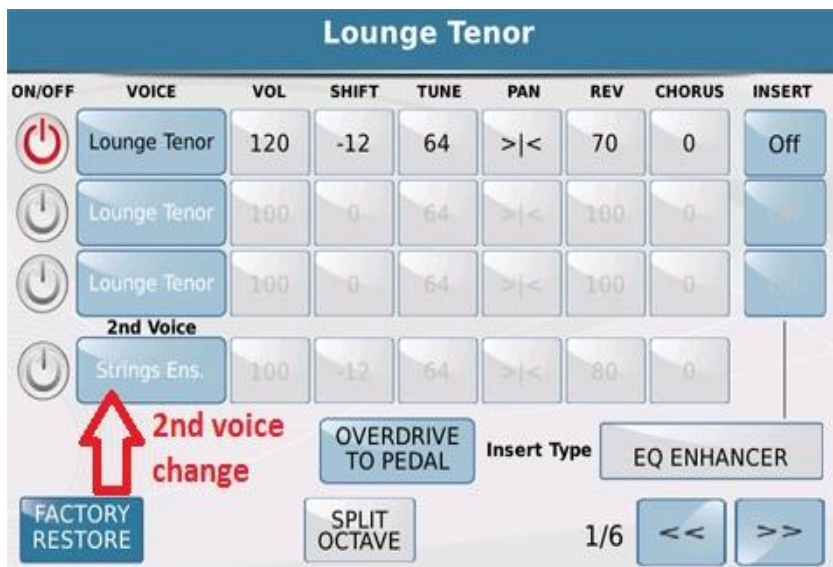 Lounge Tenor
ON/OFF VOICE VOL SHIFT TUNE PAN REV CHORUS INSERT
Lounge Tenor 120 -12 64 >|< 70 0 Off
Lounge Tenor 100 0 64 >|< 100 0
Lounge Tenor 100 0 64 >|< 100 0
2nd Voice
Strings Ens. 100 -12 64 >|< 80 0
2nd voice
change
OVERDRIVE
TO PEDAL
Insert Type
EQ ENHANCER
FACTORY
RESTORE
SPLIT
OCTAVE
1/6 << >>